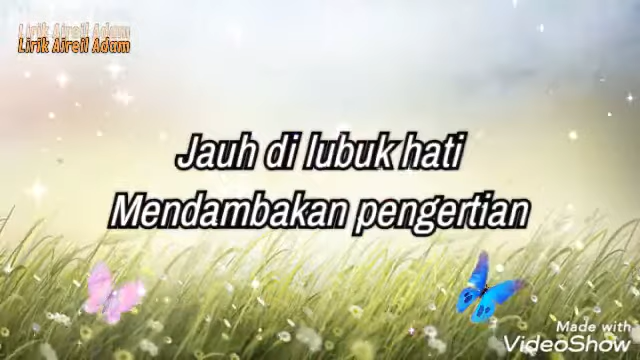 Lirik Aireil Adam
Lirik Aireil Adam
Jauh di lubuk hati
Mendambakan pengertian
Made with
VideoShow